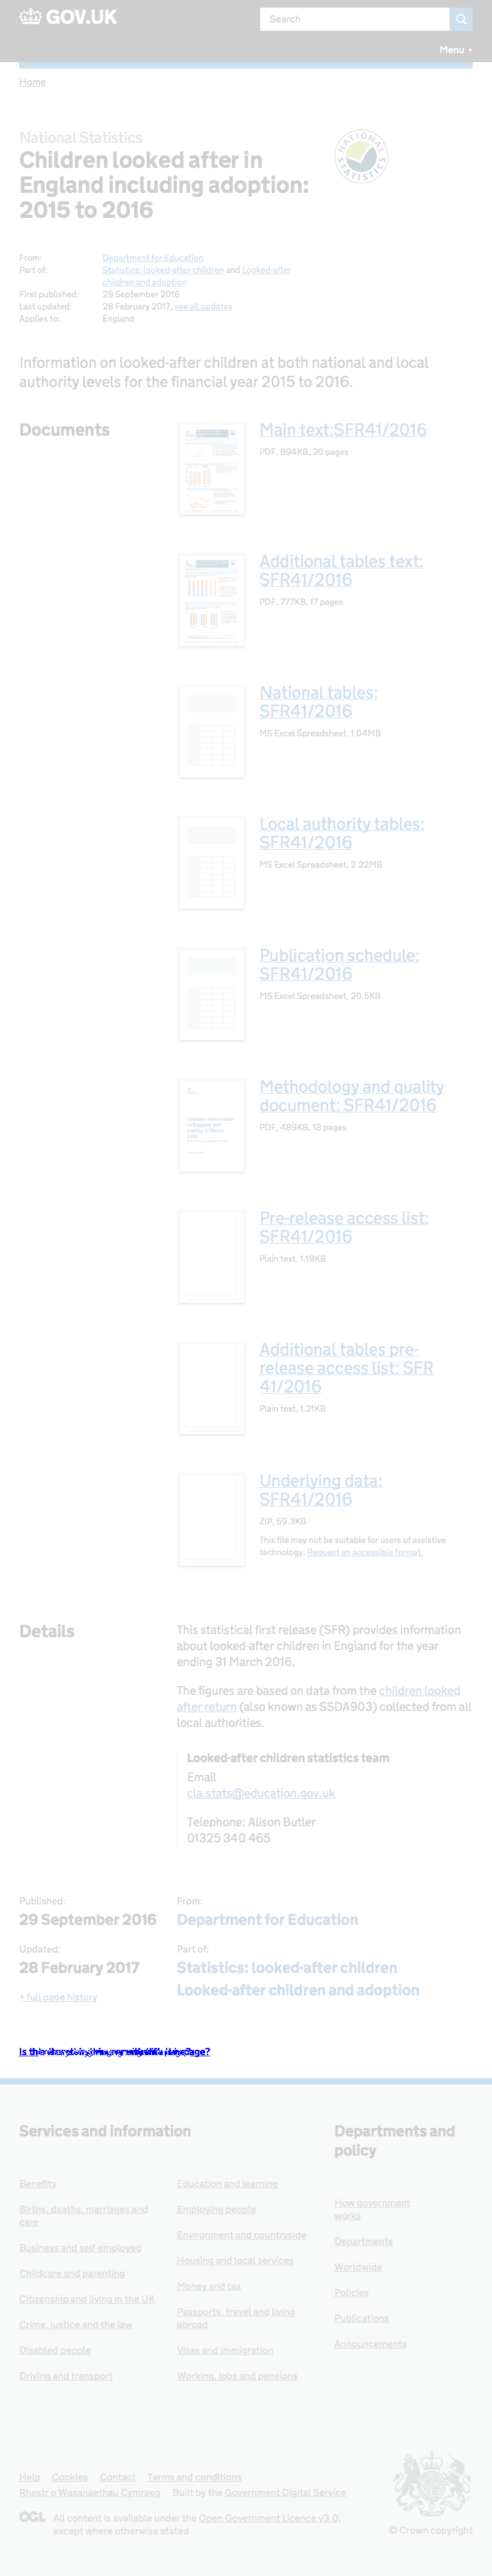 GOV.UK
Search
Menu
Home
National Statistics
Children looked after in
England including adoption:
2015 to 2016
NATIONAL STATISTICS
From: Department for Education
Part of: Statistics: looked-after children and Looked-after
children and adoption
First published: 29 September 2016
Last updated: 28 February 2017, see all updates
Applies to: England
Information on looked-after children at both national and local
authority levels for the financial year 2015 to 2016.
Documents
Main text:SFR41/2016
PDF, 894KB, 20 pages
Additional tables text:
SFR41/2016
PDF, 777KB, 17 pages
National tables:
SFR41/2016
MS Excel Spreadsheet, 1.04MB
Local authority tables:
SFR41/2016
MS Excel Spreadsheet, 2.22MB
Publication schedule:
SFR41/2016
MS Excel Spreadsheet, 20.5KB
Methodology and quality
document: SFR41/2016
PDF, 489KB, 18 pages
Pre-release access list:
SFR41/2016
Plain text, 1.19KB
Additional tables pre-
release access list: SFR
41/2016
Plain text, 1.21KB
Underlying data:
SFR41/2016
ZIP, 59.3KB
This file may not be suitable for users of assistive
technology. Request an accessible format.
Details
This statistical first release (SFR) provides information
about looked-after children in England for the year
ending 31 March 2016.
The figures are based on data from the children looked
after return (also known as SSDA903) collected from all
local authorities.
Looked-after children statistics team
Email
cla.stats@education.gov.uk
Telephone: Alison Butler
01325 340 465
Published:
29 September 2016
Updated:
28 February 2017
+ full page history
From:
Department for Education
Part of:
Statistics: looked-after children
Looked-after children and adoption
Services and information
Benefits
Births, deaths, marriages and
care
Business and self-employed
Childcare and parenting
Citizenship and living in the UK
Crime, justice and the law
Disabled people
Driving and transport
Education and learning
Employing people
Environment and countryside
Housing and local services
Money and tax
Passports, travel and living
abroad
Visas and immigration
Working, jobs and pensions
Departments and
policy
How government
works
Departments
Worldwide
Policies
Publications
Announcements
Help Cookies Contact Terms and conditions
Rhestr o Wasanaethau Cymraeg Built by the Government Digital Service
OGL All content is available under the Open Government Licence v3.0,
except where otherwise stated
© Crown copyright